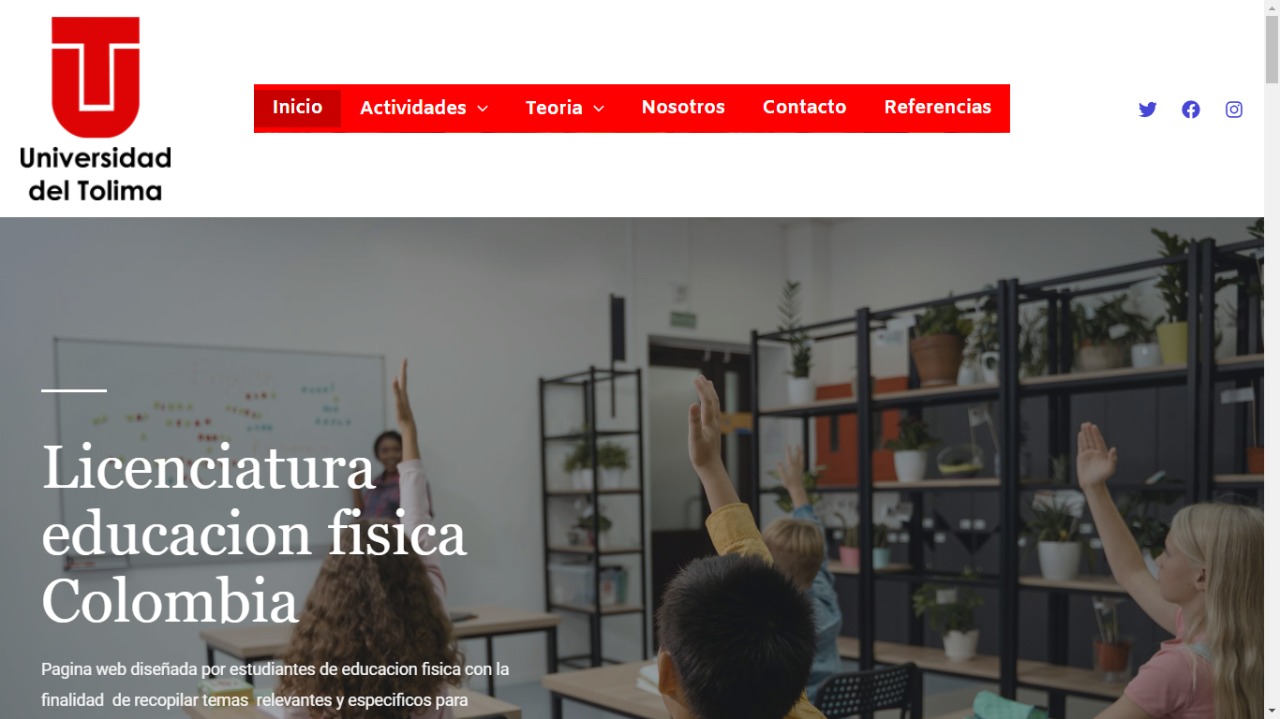 Universidad
del Tolima
Inicio Actividades Teoria Nosotros Contacto Referencias
Licenciatura
educacion fisica
Colombia
Pagina web diseñada por estudiantes de educacion fisica con la
finalidad de recopilar temas relevantes y especificos para